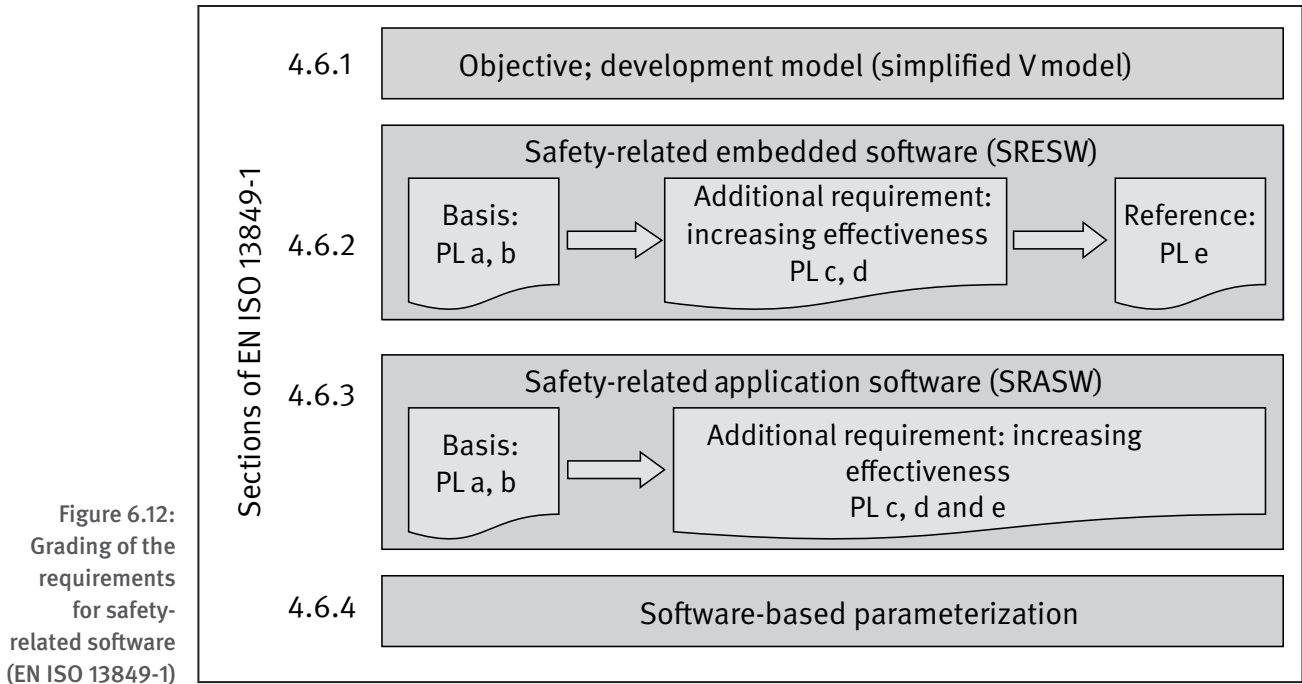 Sections of EN ISO 13849-1
4.6.1
Objective; development model (simplified V model)
4.6.2
Safety-related embedded software (SRESW)
Basis:
PL a, b
Additional requirement:
increasing effectiveness
PL c, d
Reference:
PL e
4.6.3
Safety-related application software (SRASW)
Basis:
PL a, b
Additional requirement: increasing
effectiveness
PL c, d and e
4.6.4
Software-based parameterization
Figure 6.12:
Grading of the
requirements
for safety-
related software
(EN ISO 13849-1)